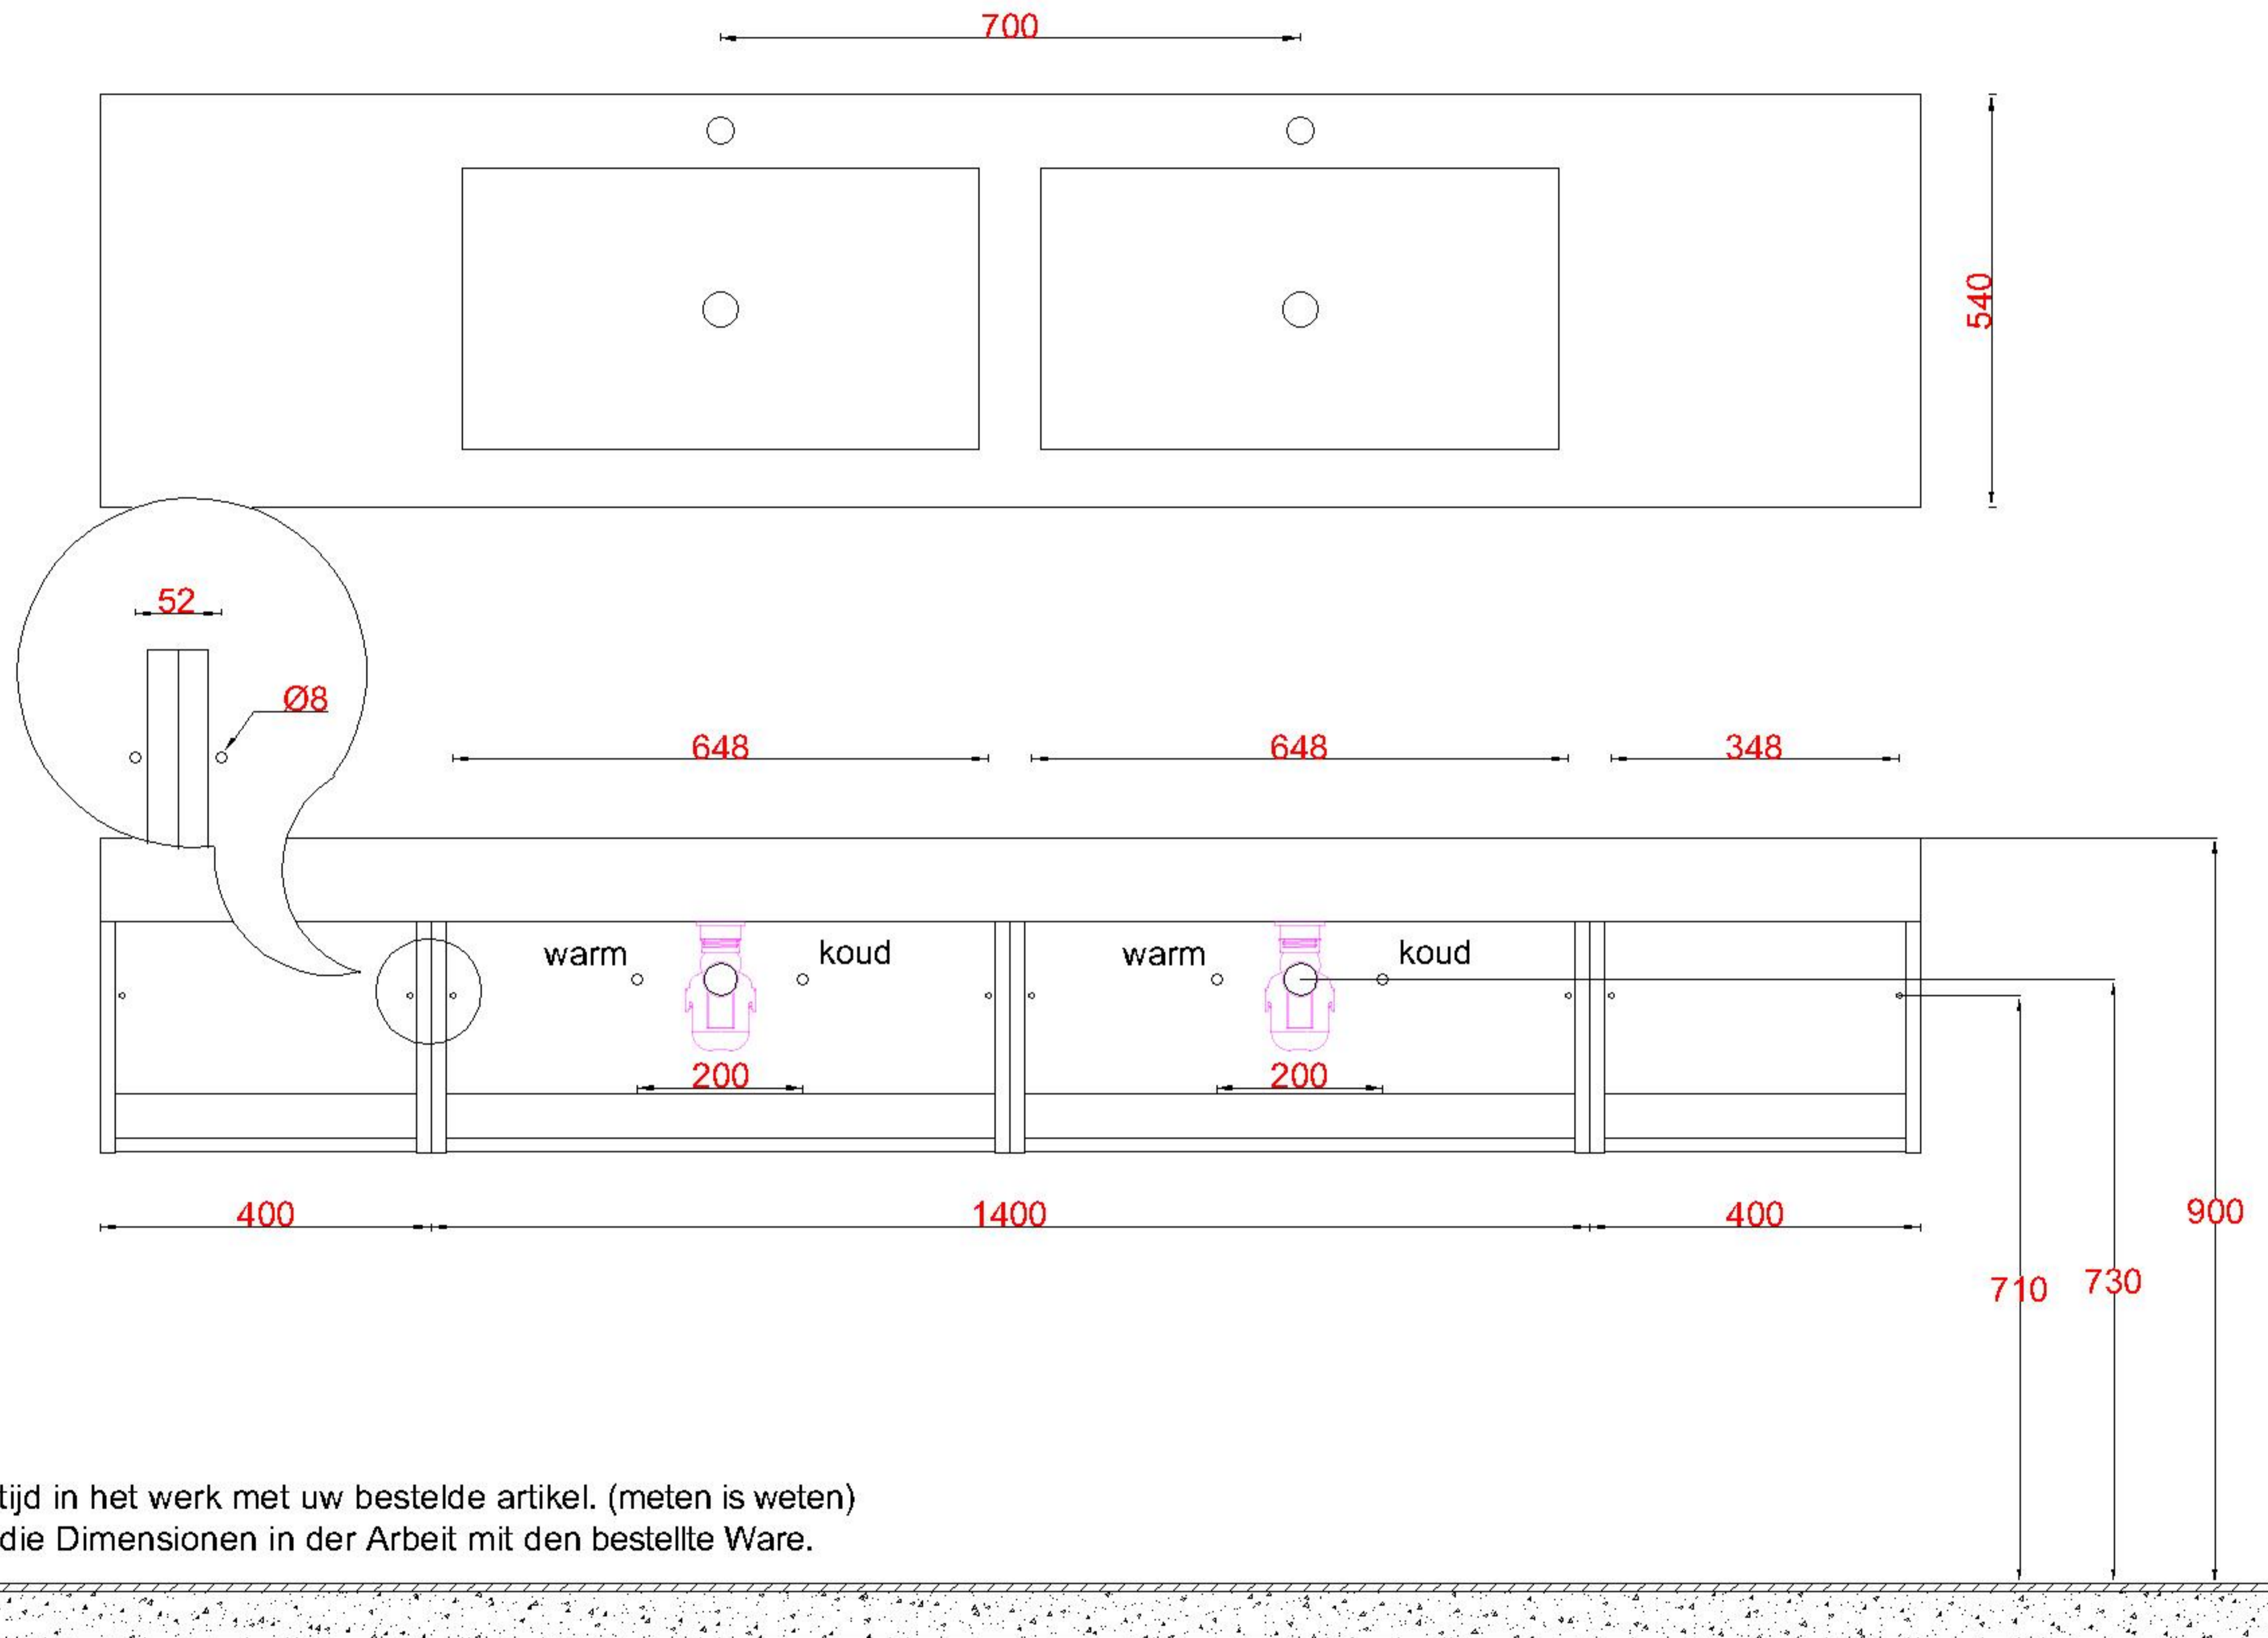 700
540
52
Ø8
648
648
348
warm
koud
warm
koud
200
200
400
1400
400
900
710
730
tijd in het werk met uw bestelde artikel. (meten is weten)
die Dimensionen in der Arbeit mit den bestellte Ware.